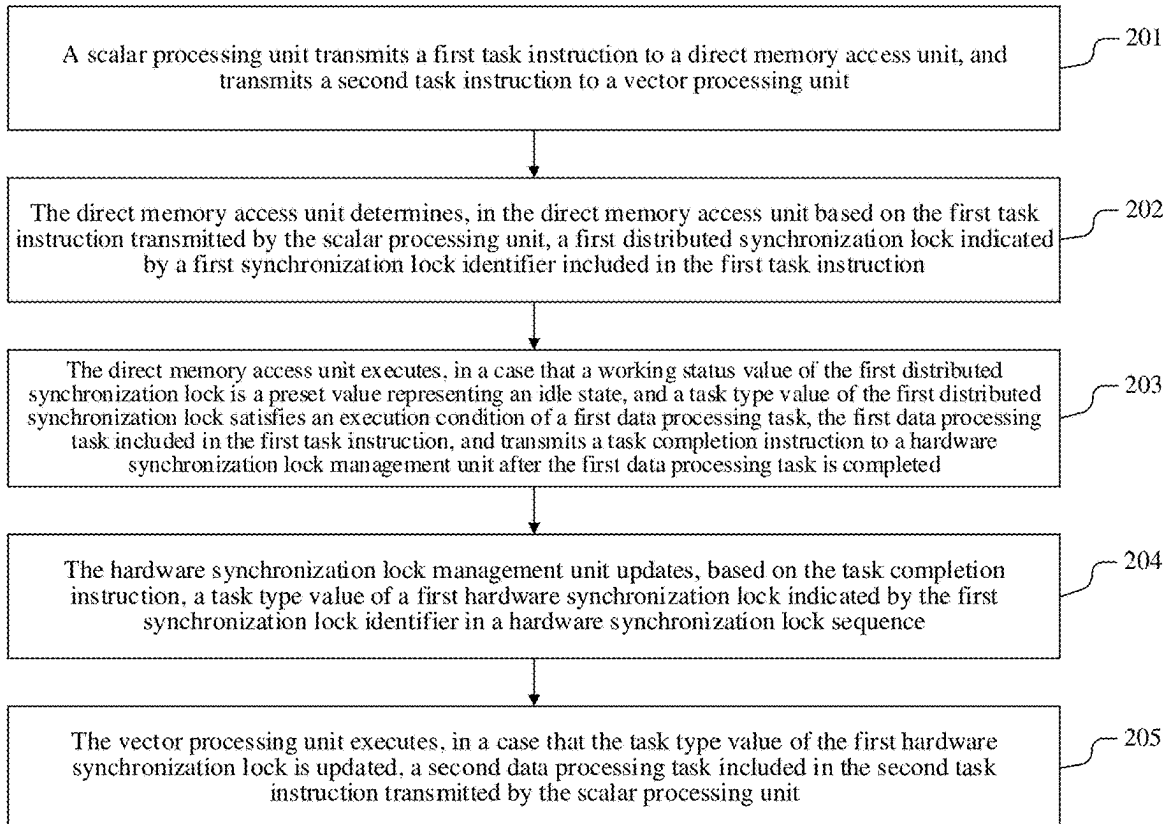 A scalar processing unit transmits a first task instruction to a direct memory access unit, and
transmits a second task instruction to a vector processing unit
201
The direct memory access unit determines, in the direct memory access unit based on the first task
instruction transmitted by the scalar processing unit, a first distributed synchronization lock indicated
by a first synchronization lock identifier included in the first task instruction
202
The direct memory access unit executes, in a case that a working status value of the first distributed
synchronization lock is a preset value representing an idle state, and a task type value of the first distributed
synchronization lock satisfies an execution condition of a first data processing task, the first data processing
task included in the first task instruction, and transmits a task completion instruction to a hardware
synchronization lock management unit after the first data processing task is completed
203
The hardware synchronization lock management unit updates, based on the task completion
instruction, a task type value of a first hardware synchronization lock indicated by the first
synchronization lock identifier in a hardware synchronization lock sequence
204
The vector processing unit executes, in a case that the task type value of the first hardware
synchronization lock is updated, a second data processing task included in the second task
instruction transmitted by the scalar processing unit
205